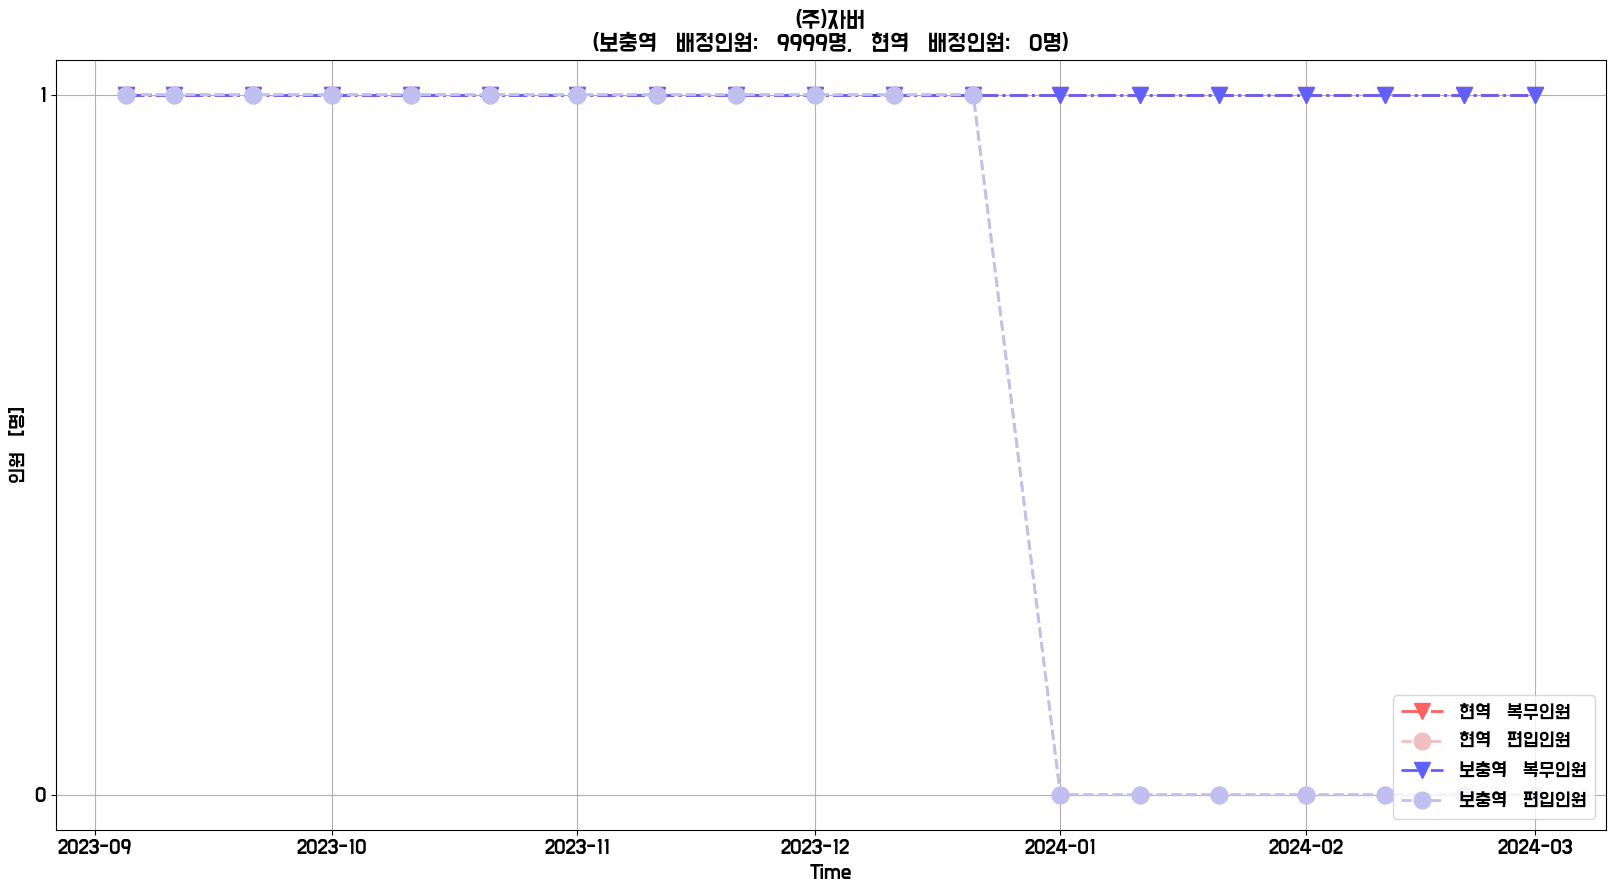 (주)자버
(보충역 배정인원: 9999명, 현역 배정인원: 0명)
1
인원 [명]
0
현역 복무인원
현역 편입인원
보충역 복무인원
보충역 편입인원
2023-09 2023-10 2023-11 2023-12 2024-01 2024-02 2024-03
Time